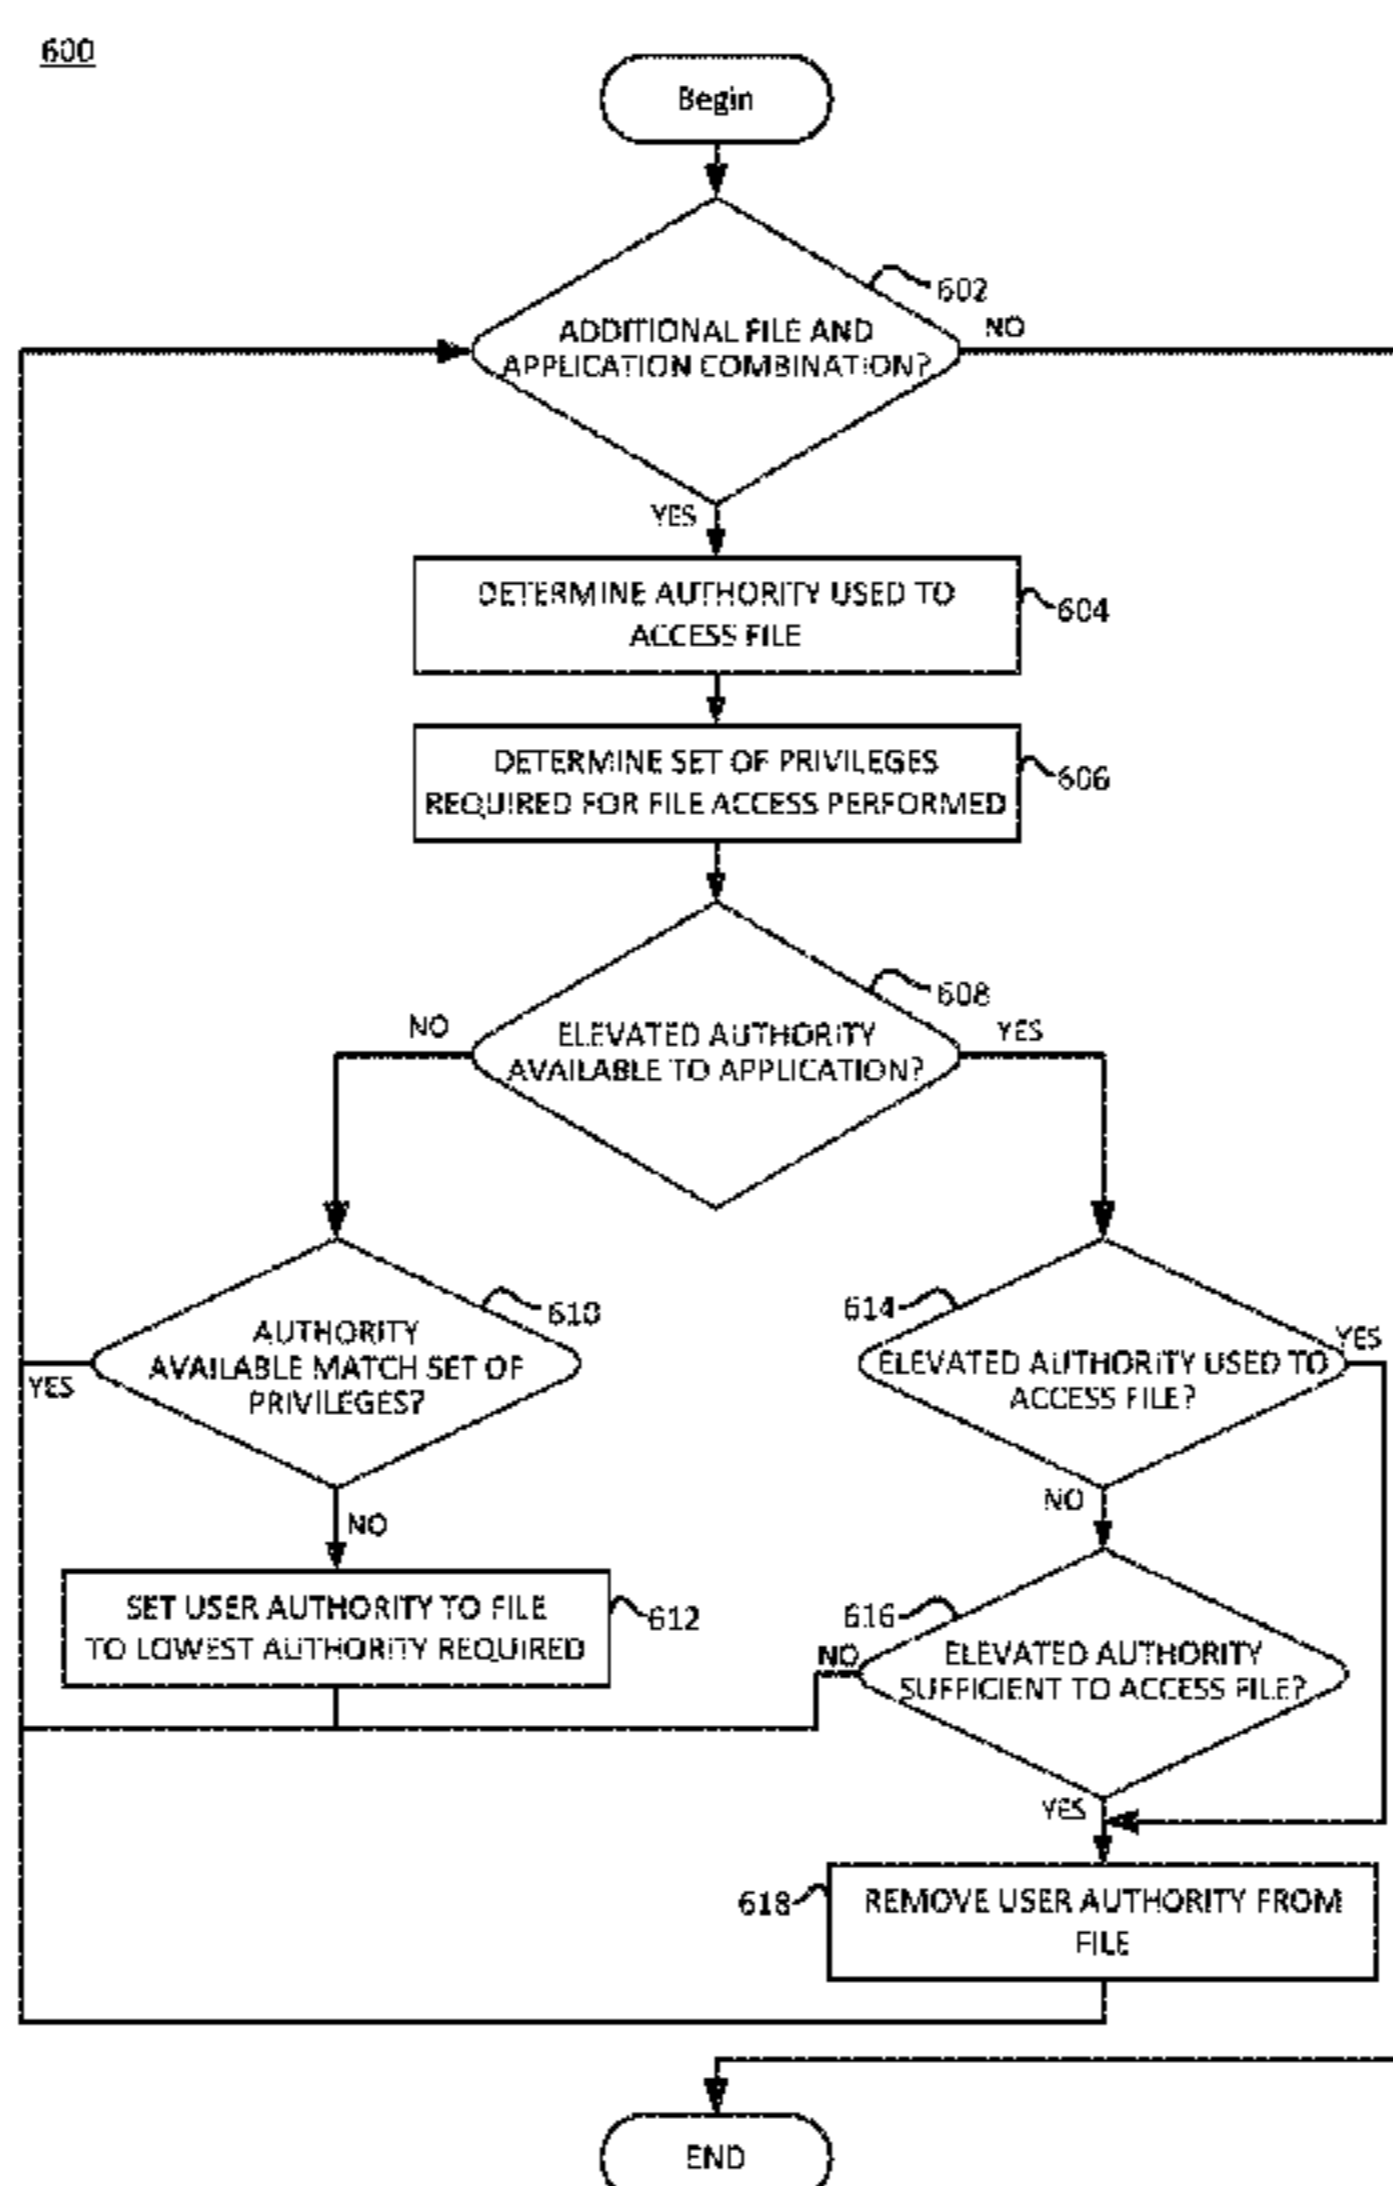 600
Begin
602
NO
ADDITIONAL FILE AND
APPLICATION COMBINATION?
YES
DETERMINE AUTHORITY USED TO
ACCESS FILE
604
DETERMINE SET OF PRIVILEGES
REQUIRED FOR FILE ACCESS PERFORMED
606
608
NO
YES
ELEVATED AUTHORITY
AVAILABLE TO APPLICATION?
610
AUTHORITY
AVAILABLE MATCH SET OF
PRIVILEGES?
YES
NO
614
YES
ELEVATED AUTHORITY USED TO
ACCESS FILE?
NO
SET USER AUTHORITY TO FILE
TO LOWEST AUTHORITY REQUIRED
612
616
NO
ELEVATED AUTHORITY
SUFFICIENT TO ACCESS FILE?
YES
618
REMOVE USER AUTHORITY FROM
FILE
END